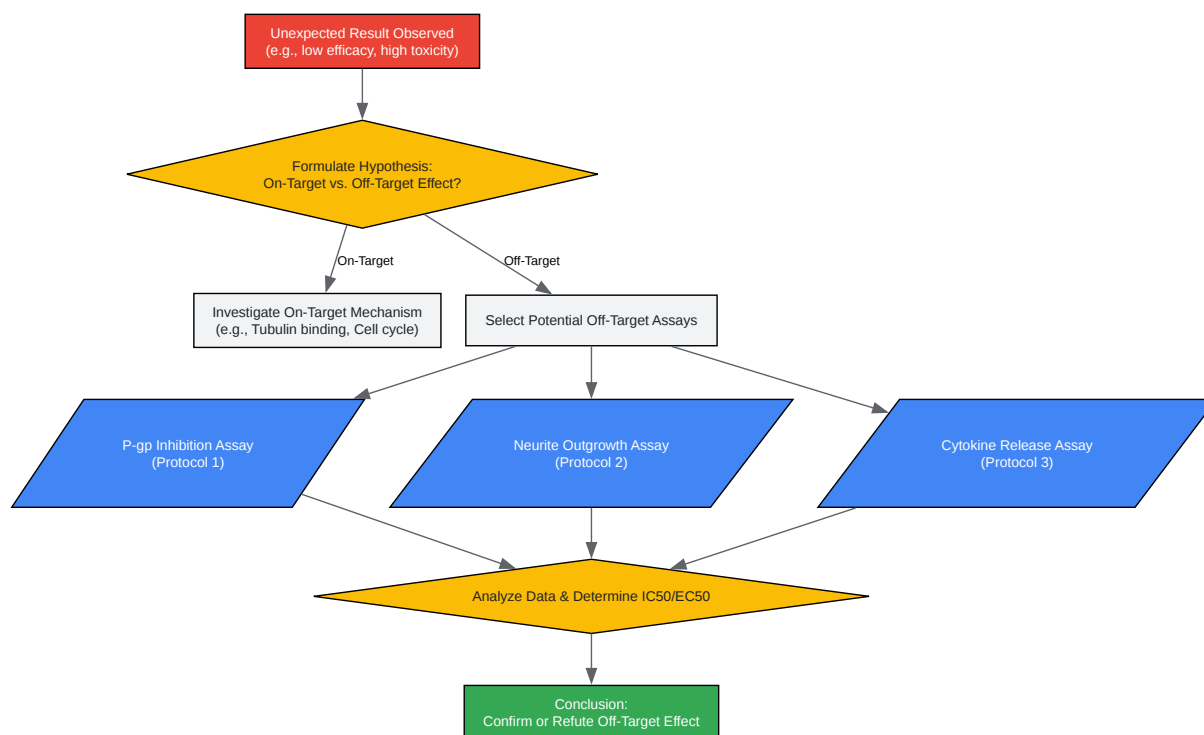 Unexpected Result Observed
(e.g., low efficacy, high toxicity)
Formulate Hypothesis:
On-Target vs. Off-Target Effect?
On-Target
Off-Target
Investigate On-Target Mechanism
(e.g., Tubulin binding, Cell cycle)
Select Potential Off-Target Assays
P-gp Inhibition Assay
(Protocol 1)
Neurite Outgrowth Assay
(Protocol 2)
Cytokine Release Assay
(Protocol 3)
Analyze Data & Determine IC50/EC50
Conclusion:
Confirm or Refute Off-Target Effect